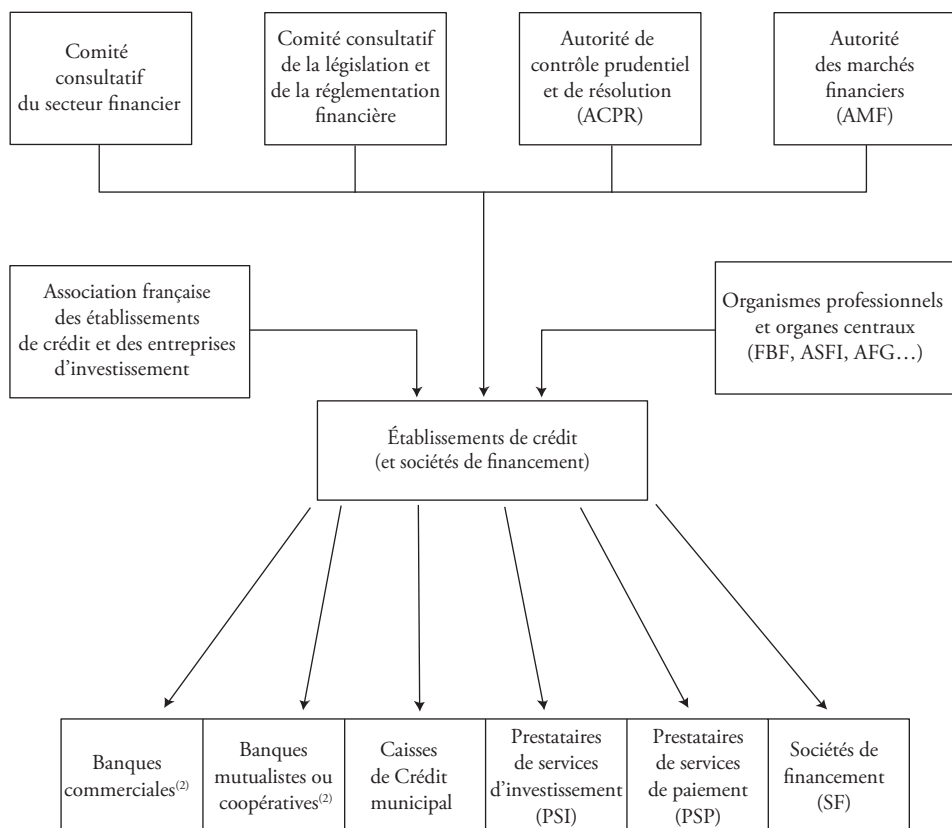 Comité
consultatif
du secteur financier
Comité consultatif
de la législation et
de la réglementation
financière
Autorité de
contrôle prudentiel
et de résolution
(ACPR)
Autorité
des marchés
financiers
(AMF)
Association française
des établissements
de crédit et des entreprises
d’investissement
Organismes professionnels
et organes centraux
(FBF, ASFI, AFG…)
Établissements de crédit
(et sociétés de financement)
Banques
commerciales(2)
Banques
mutualistes ou
coopératives(2)
Caisses
de Crédit
municipal
Prestataires
de services
d’investissement
(PSI)
Prestataires
de services
de paiement
(PSP)
Sociétés de
financement
(SF)